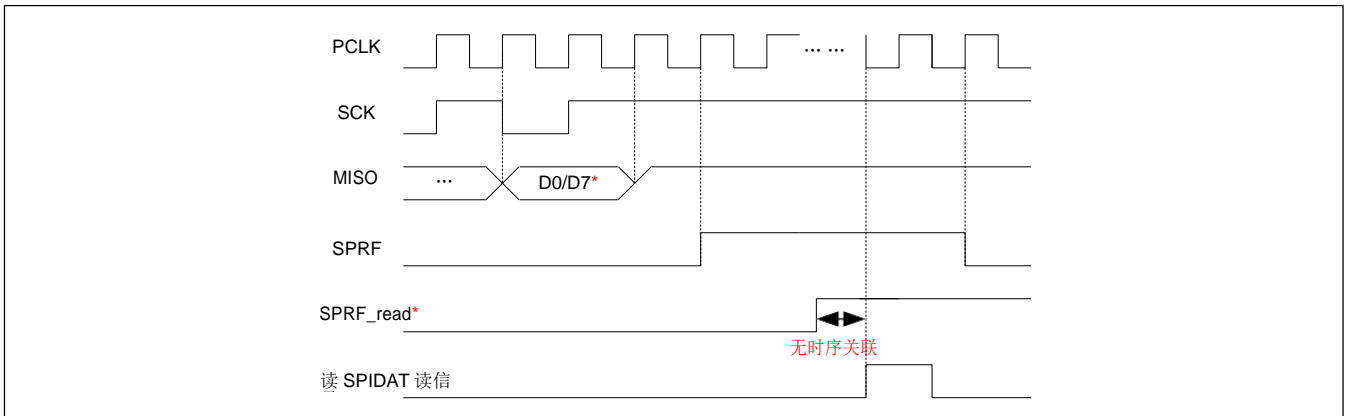 PCLK
... ...
SCK
MISO
...
D0/D7*
SPRF
SPRF_read*
无时序关联
读 SPIDAT 读信